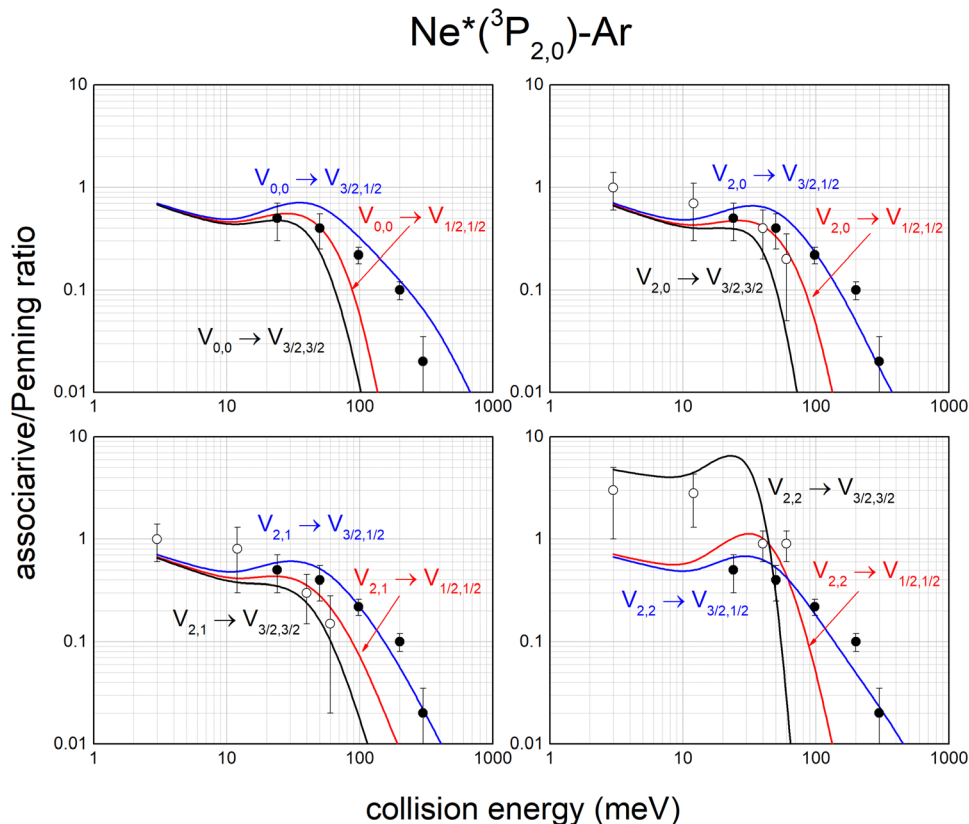 Ne*(³P₂,₀)-Ar
associarive/Penning ratio
10
1
0.1
0.01
1
10
100
1000
V₀,₀ → V₃/₂,₁/₂
V₀,₀ → V₁/₂,₁/₂
V₀,₀ → V₃/₂,₃/₂
10
1
0.1
0.01
1
10
100
1000
V₂,₀ → V₃/₂,₁/₂
V₂,₀ → V₁/₂,₁/₂
V₂,₀ → V₃/₂,₃/₂
10
1
0.1
0.01
1
10
100
1000
V₂,₁ → V₃/₂,₁/₂
V₂,₁ → V₁/₂,₁/₂
V₂,₁ → V₃/₂,₃/₂
10
1
0.1
0.01
1
10
100
1000
V₂,₂ → V₃/₂,₃/₂
V₂,₂ → V₁/₂,₁/₂
V₂,₂ → V₃/₂,₁/₂
collision energy (meV)